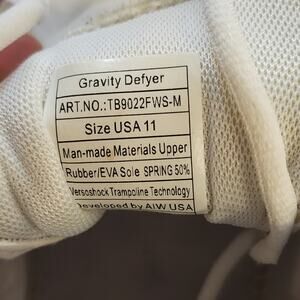 Gravity Defyer
ART.NO.:TB9022FWS-M
Size USA 11
Man-made Materials Upper
Rubber/EVA Sole SPRING 50%
Versoshock Trampoline Technology
Developed by AIW USA